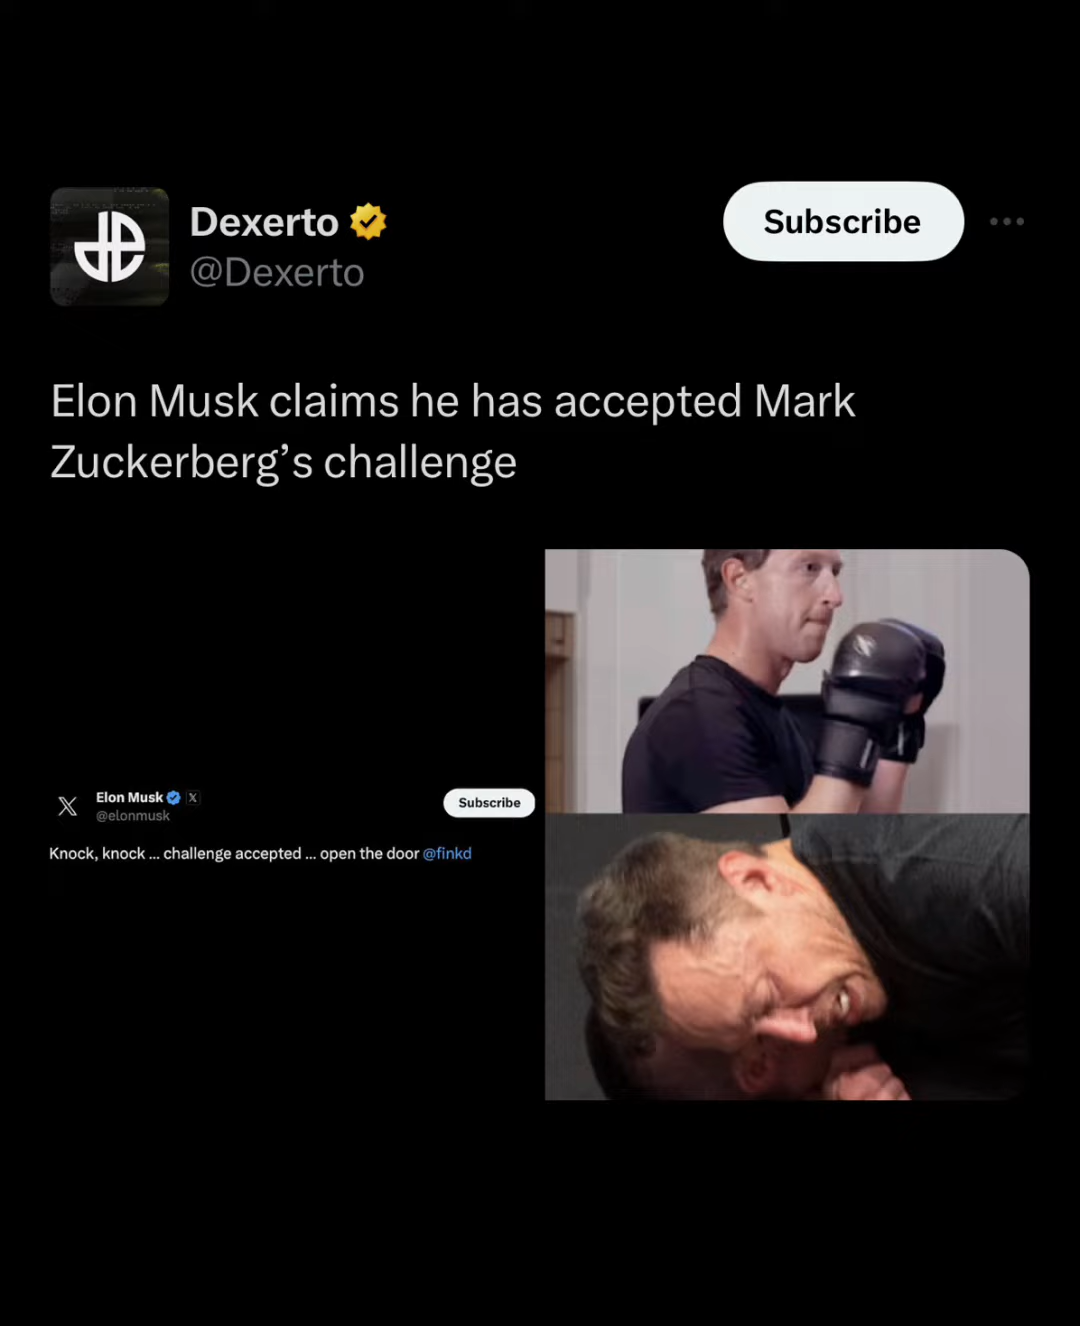 Dexerto
@Dexerto
Subscribe
Elon Musk claims he has accepted Mark
Zuckerberg’s challenge
Elon Musk X
@elonmusk
Subscribe
Knock, knock ... challenge accepted ... open the door @finkd